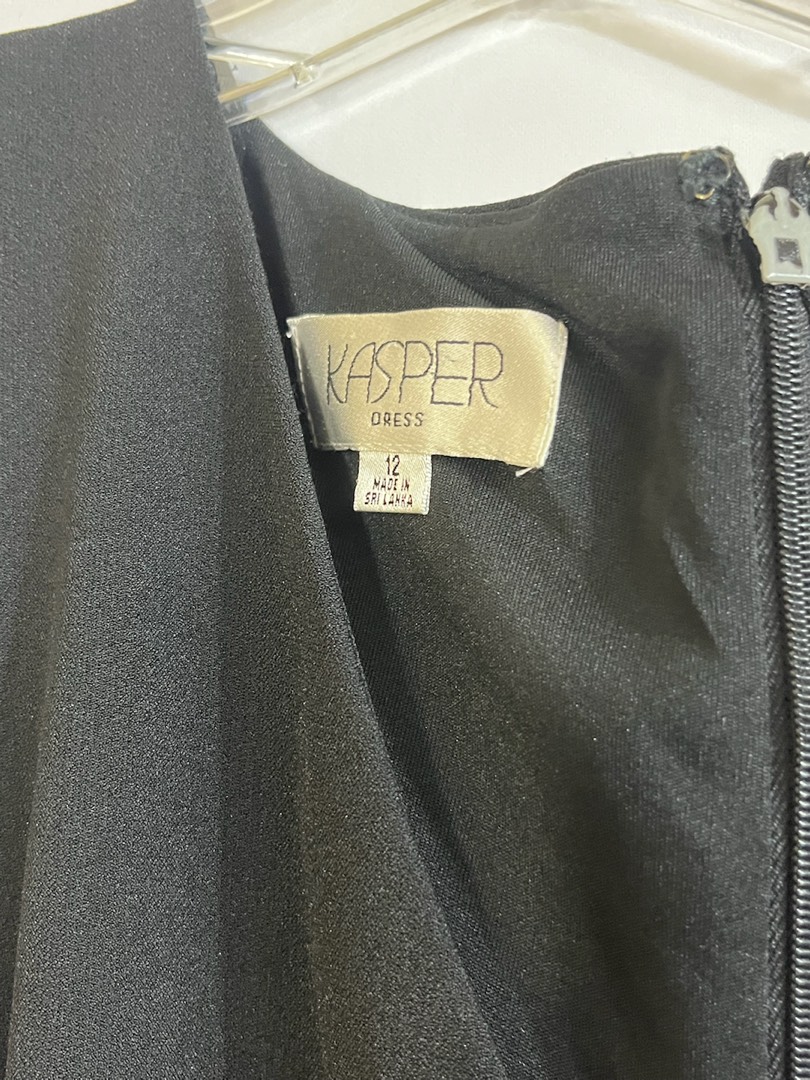 KASPER
DRESS
12
MADE IN
SRI LANKA